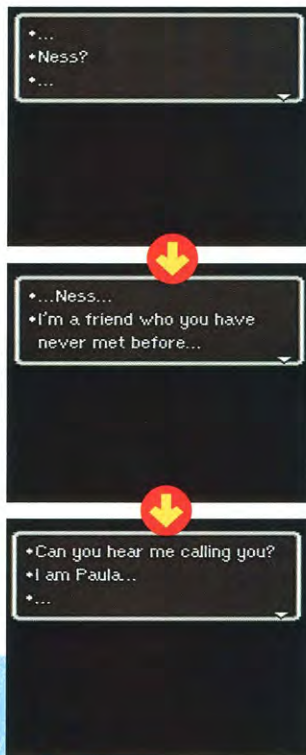 •...
•Ness?
•...
•...Ness...
•I'm a friend who you have
never met before...
•Can you hear me calling you?
•I am Paula...
•...